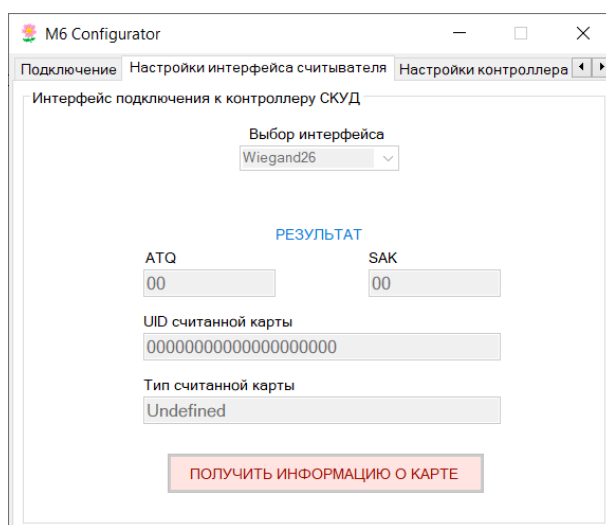 M6 Configurator
Подключение Настройки интерфейса считывателя Настройки контроллера
Интерфейс подключения к контроллеру СКУД
Выбор интерфейса
Wiegand26
РЕЗУЛЬТАТ
ATQ SAK
00 00
UID считанной карты
00000000000000000000
Тип считанной карты
Undefined
ПОЛУЧИТЬ ИНФОРМАЦИЮ О КАРТЕ